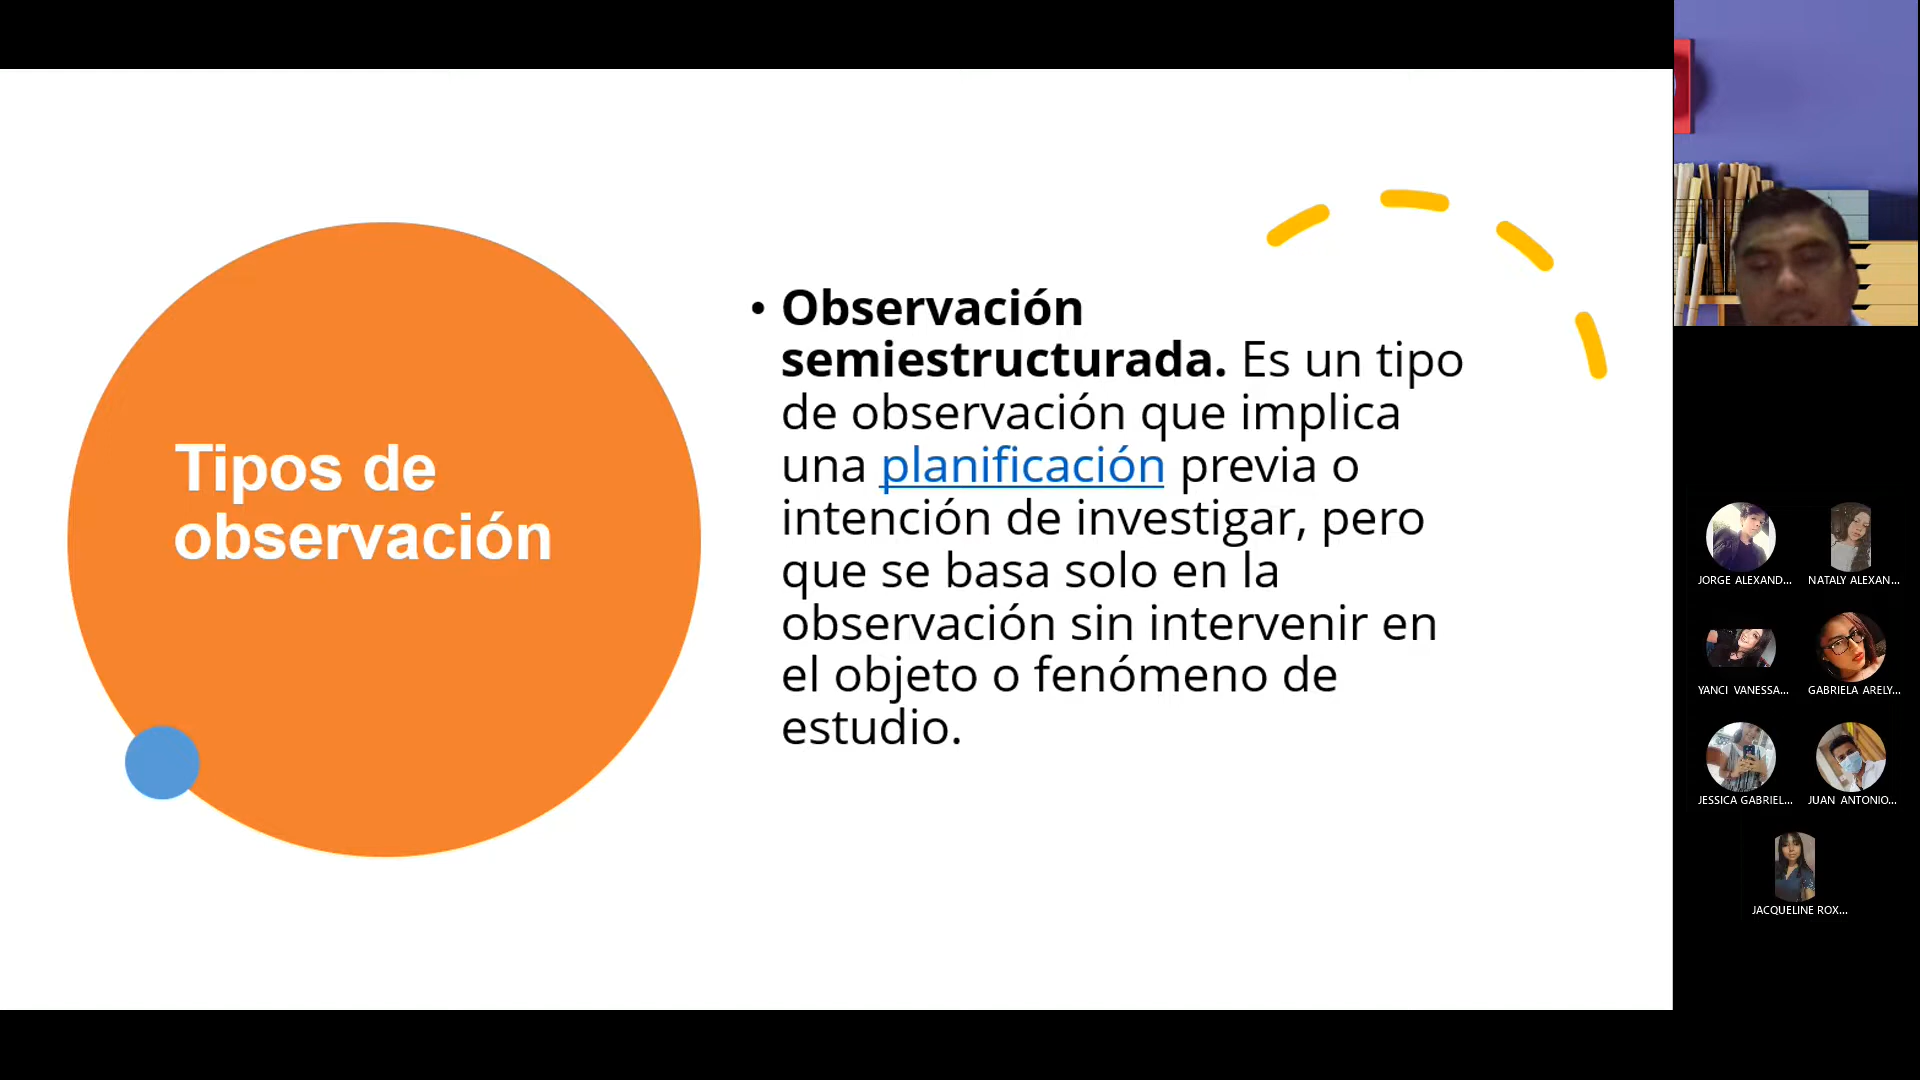 Tipos de
observación
• Observación
semiestructurada. Es un tipo
de observación que implica
una planificación previa o
intención de investigar, pero
que se basa solo en la
observación sin intervenir en
el objeto o fenómeno de
estudio.
JORGE ALEXAND...
NATALY ALEXAN...
YANCI VANESSA...
GABRIELA ARELY...
JESSICA GABRIEL...
JUAN ANTONIO...
JACQUELINE ROX...